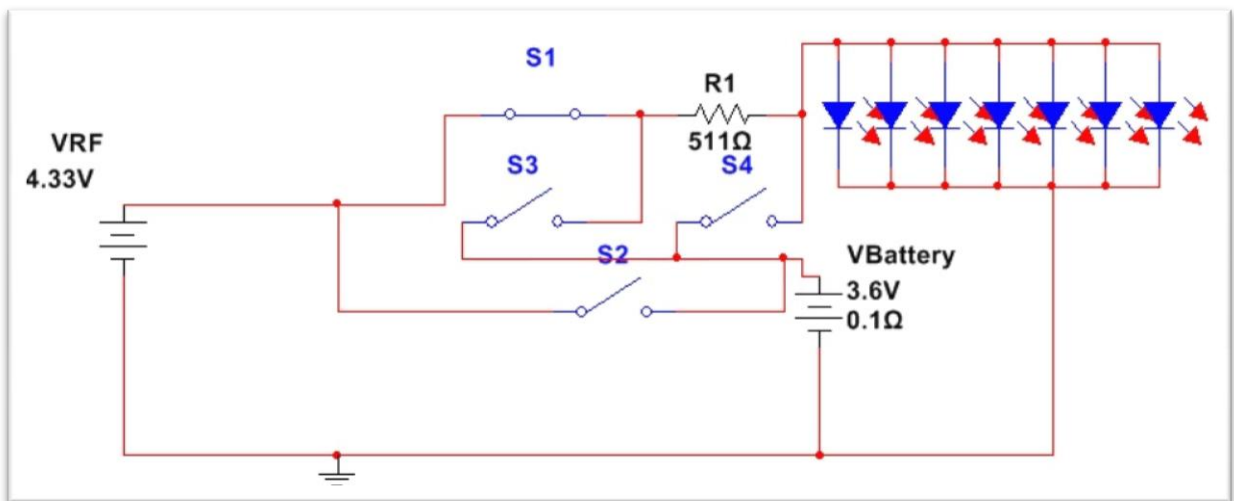 S1
R1
511Ω
VRF
4.33V
S3
S4
S2
VBattery
3.6V
0.1Ω